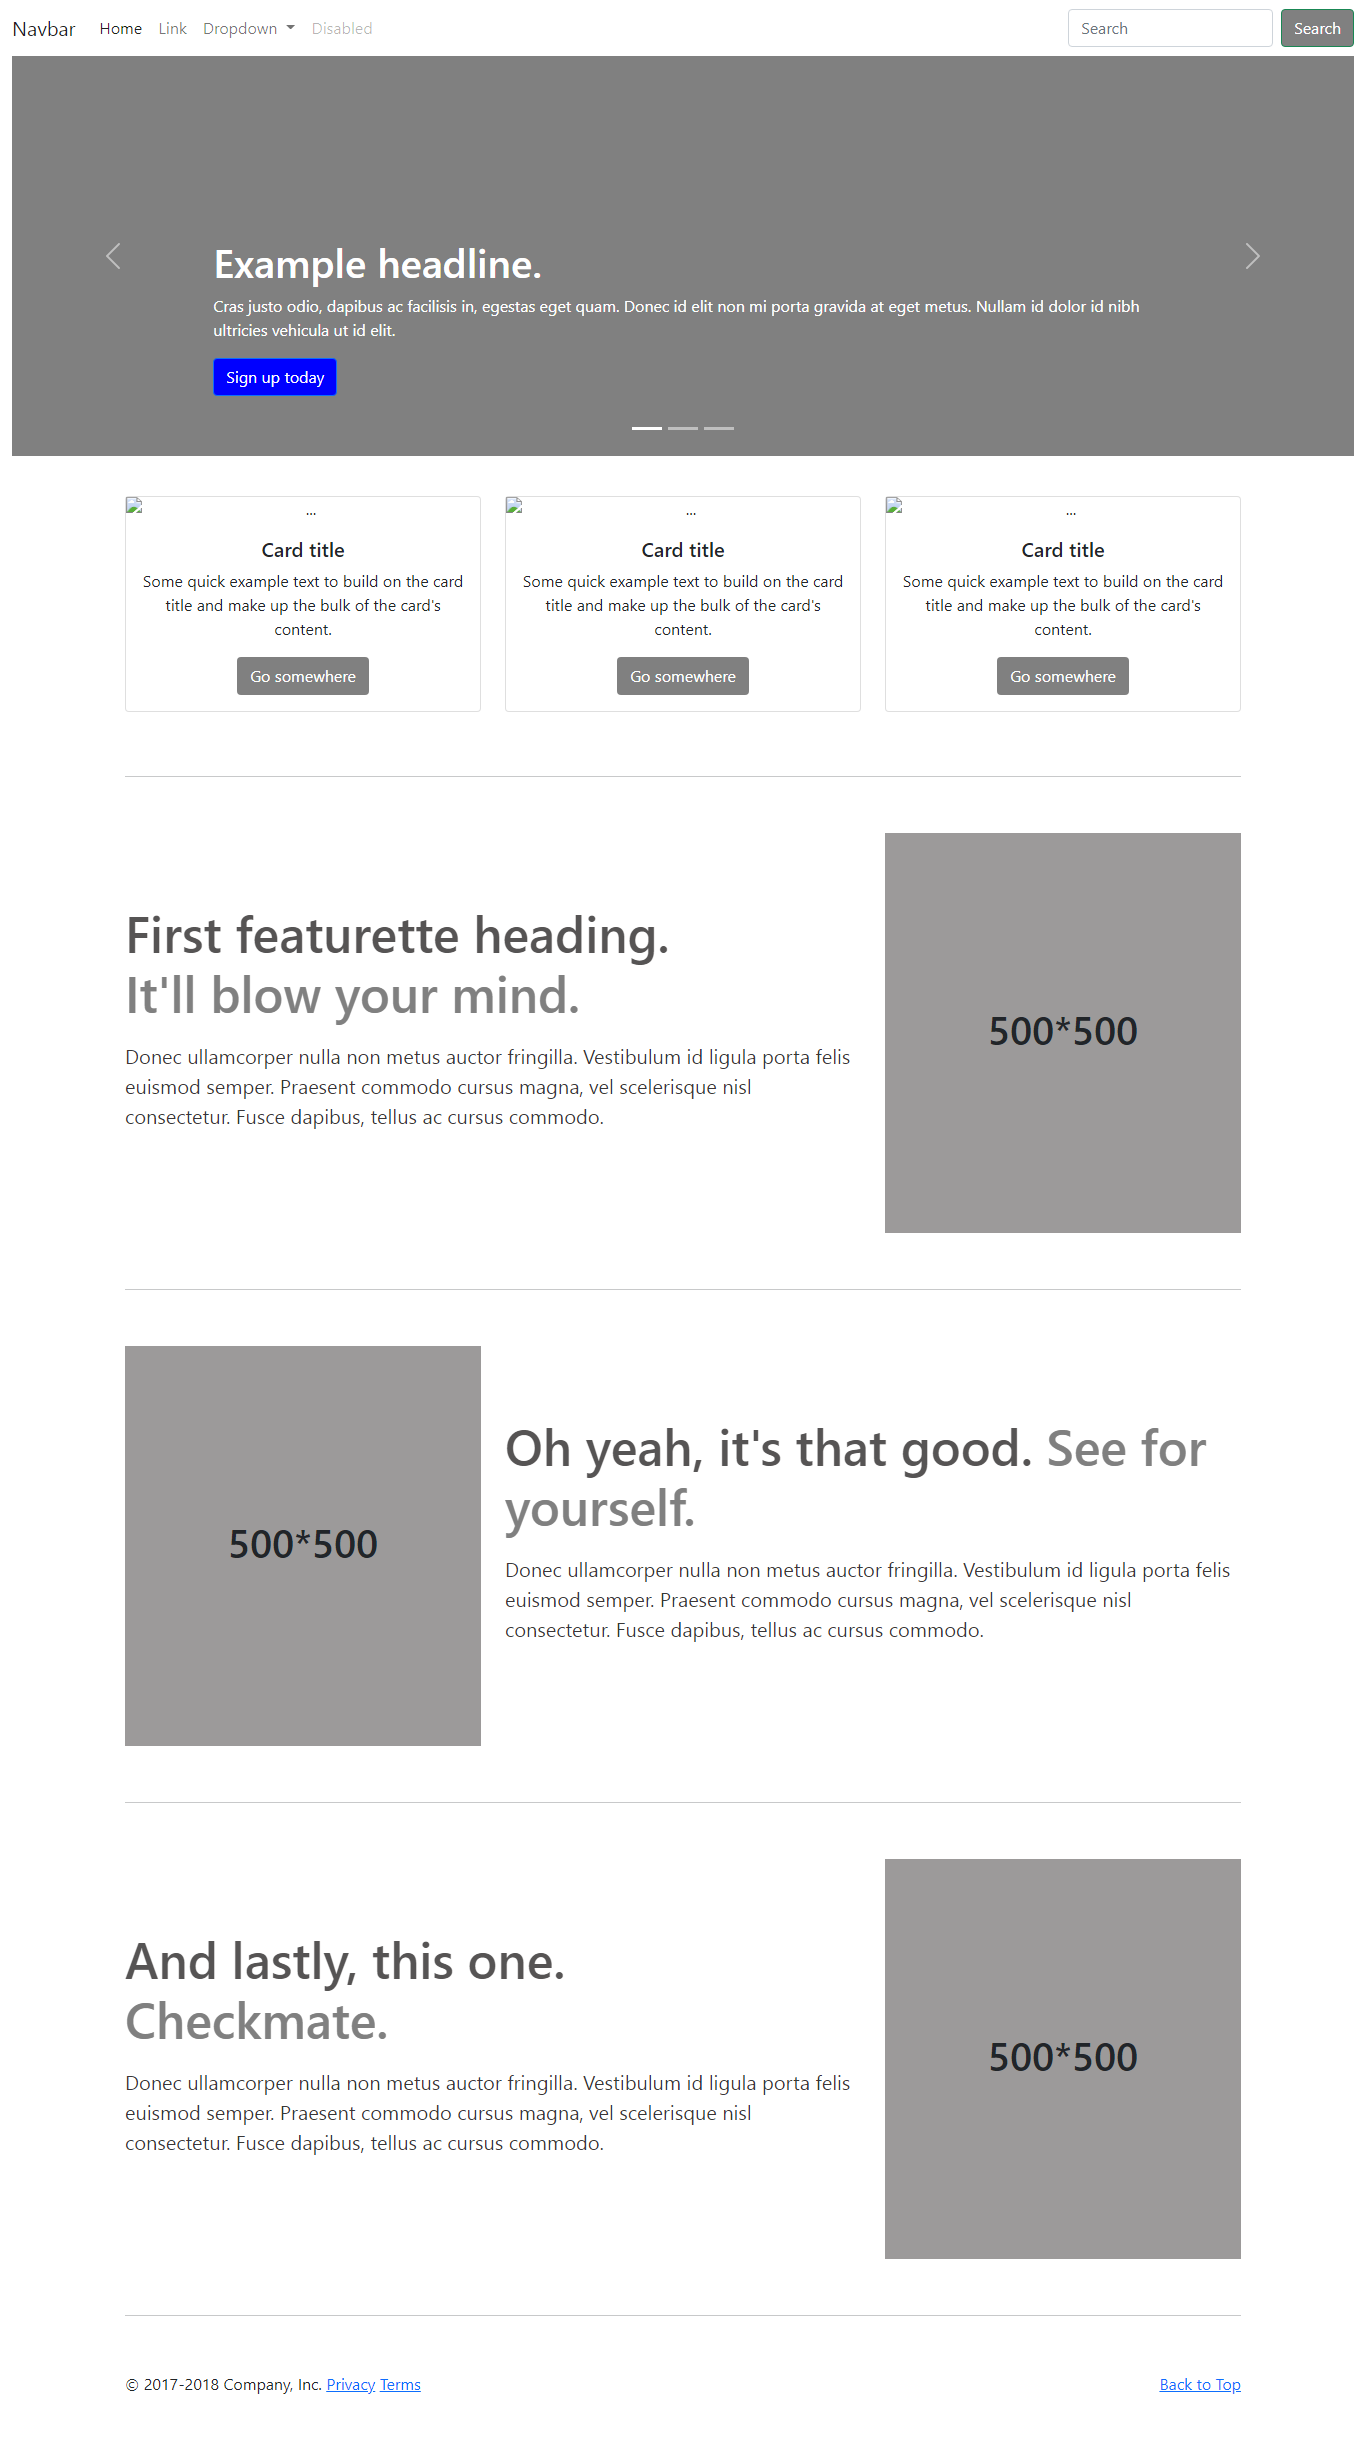 Navbar Home Link Dropdown Disabled Search Search
Example headline.
Cras justo odio, dapibus ac facilisis in, egestas eget quam. Donec id elit non mi porta gravida at eget metus. Nullam id dolor id nibh
ultricies vehicula ut id elit.
Sign up today
...
Card title
Some quick example text to build on the card
title and make up the bulk of the card's
content.
Go somewhere
...
Card title
Some quick example text to build on the card
title and make up the bulk of the card's
content.
Go somewhere
...
Card title
Some quick example text to build on the card
title and make up the bulk of the card's
content.
Go somewhere
First featurette heading.
It'll blow your mind.
Donec ullamcorper nulla non metus auctor fringilla. Vestibulum id ligula porta felis
euismod semper. Praesent commodo cursus magna, vel scelerisque nisl
consectetur. Fusce dapibus, tellus ac cursus commodo.
500*500
500*500
Oh yeah, it's that good. See for
yourself.
Donec ullamcorper nulla non metus auctor fringilla. Vestibulum id ligula porta felis
euismod semper. Praesent commodo cursus magna, vel scelerisque nisl
consectetur. Fusce dapibus, tellus ac cursus commodo.
And lastly, this one.
Checkmate.
Donec ullamcorper nulla non metus auctor fringilla. Vestibulum id ligula porta felis
euismod semper. Praesent commodo cursus magna, vel scelerisque nisl
consectetur. Fusce dapibus, tellus ac cursus commodo.
500*500
© 2017-2018 Company, Inc. Privacy Terms
Back to Top